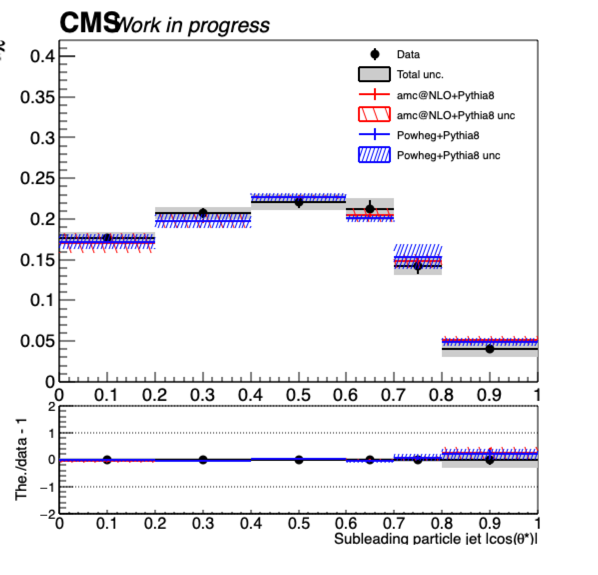 CMS Work in progress
0.4
0.35
0.3
0.25
0.2
0.15
0.1
0.05
0
Data
Total unc.
amc@NLO+Pythia8
amc@NLO+Pythia8 unc
Powheg+Pythia8
Powheg+Pythia8 unc
0 0.1 0.2 0.3 0.4 0.5 0.6 0.7 0.8 0.9 1
The./data - 1
2
1
0
−1
−2
0 0.1 0.2 0.3 0.4 0.5 0.6 0.7 0.8 0.9 1
Subleading particle jet |cos(θ*)|